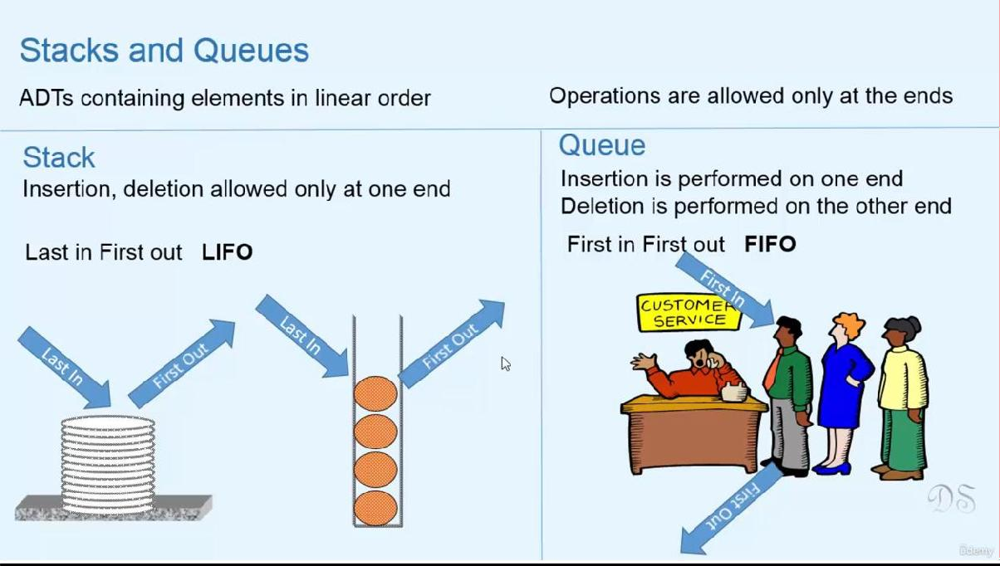 Stacks and Queues
ADTs containing elements in linear order
Operations are allowed only at the ends
Stack
Insertion, deletion allowed only at one end
Last in First out LIFO
Last In
First Out
Last In
First Out
Queue
Insertion is performed on one end
Deletion is performed on the other end
First in First out FIFO
First In
CUSTOMER
SERVICE
First Out
DS
Udemy